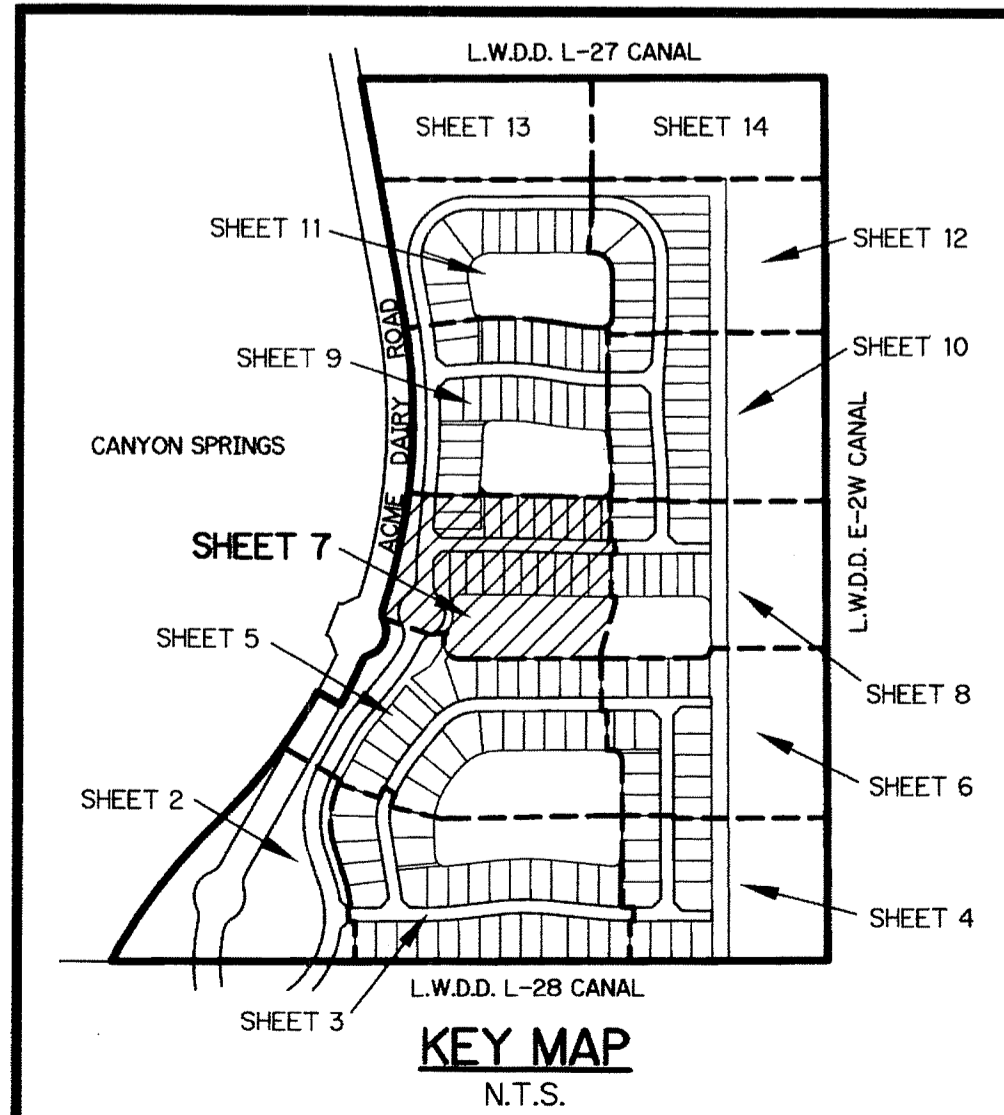 L.W.D.D. L-27 CANAL
SHEET 13
SHEET 14
SHEET 11
SHEET 12
SHEET 9
SHEET 10
ACME DAIRY ROAD
CANYON SPRINGS
L.W.D.D. E-2W CANAL
SHEET 7
SHEET 5
SHEET 8
SHEET 2
SHEET 6
SHEET 4
L.W.D.D. L-28 CANAL
SHEET 3
KEY MAP
N.T.S.